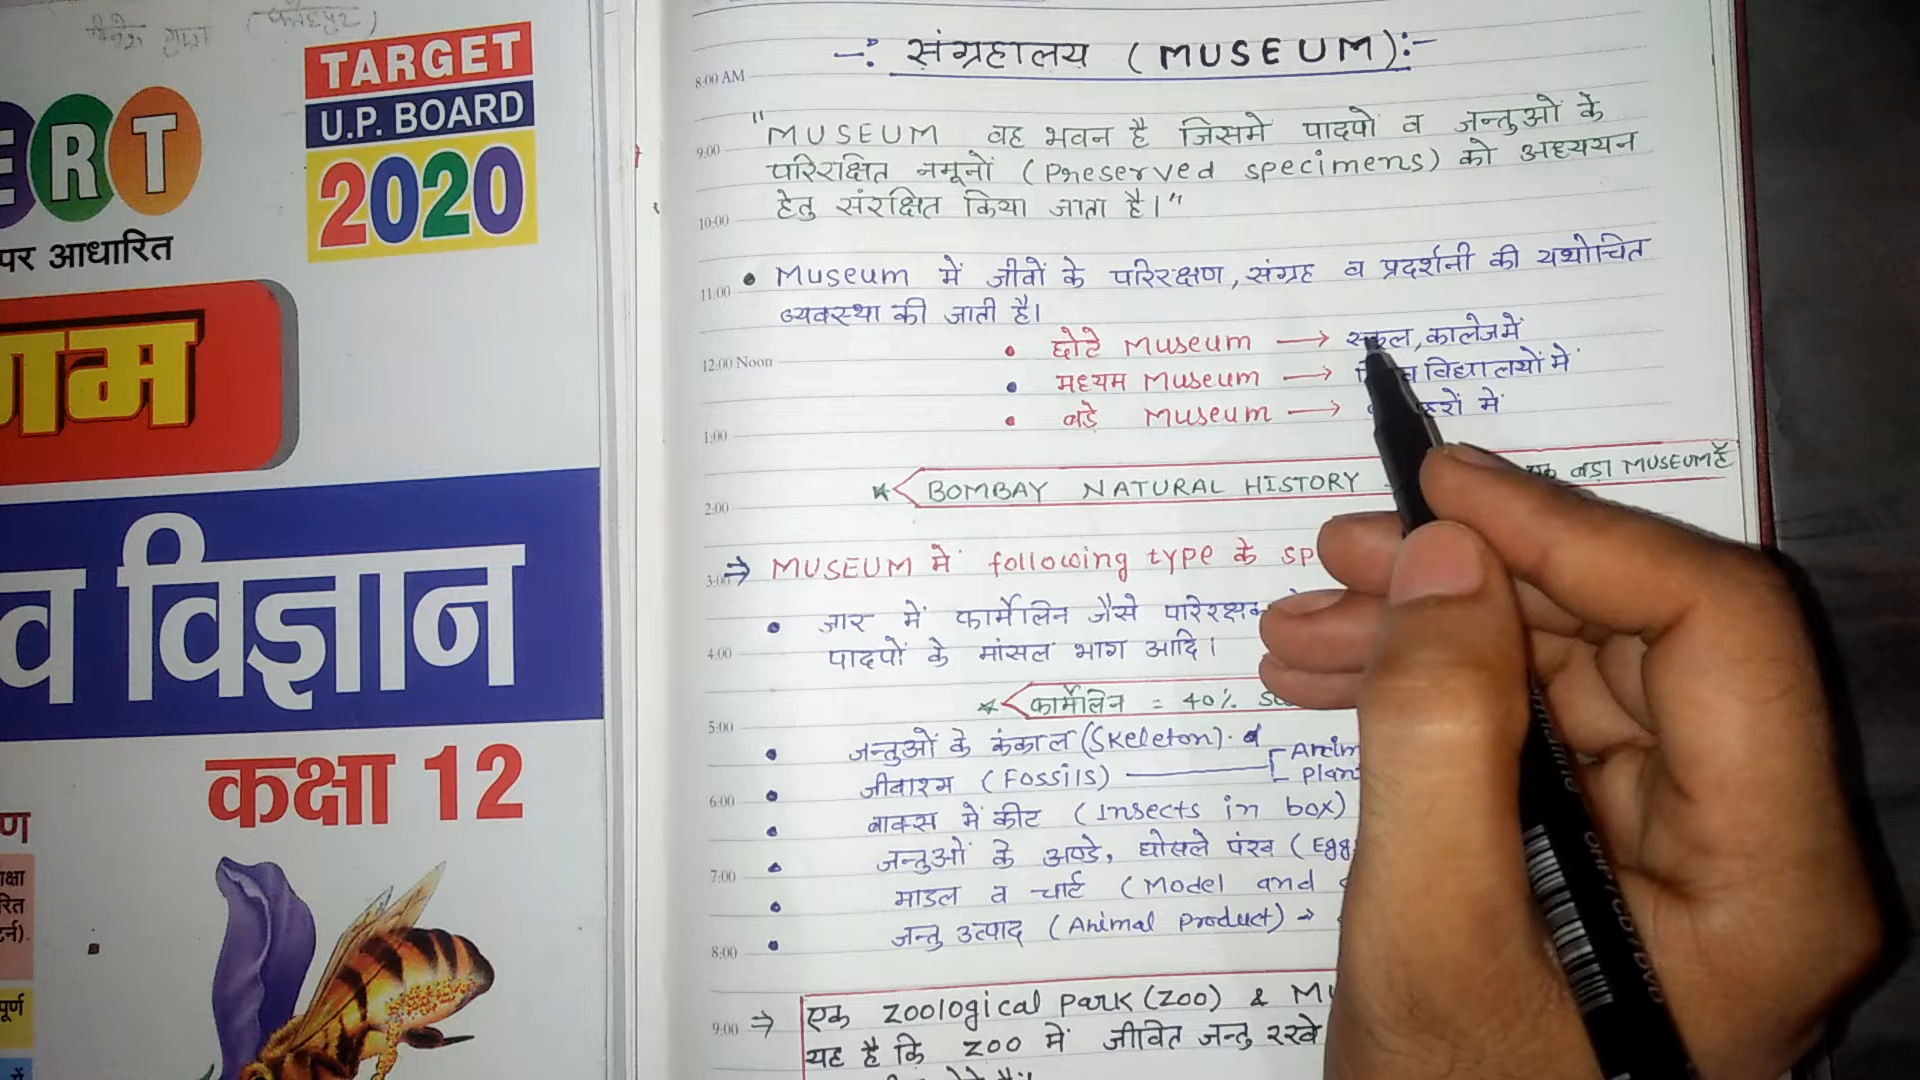 TARGET
U.P. BOARD
2020
ERT
पर आधारित
गम
व विज्ञान
कक्षा 12
-: संग्रहालय (MUSEUM):-
8:00 AM
"MUSEUM वह भवन है जिसमे पादपों व जन्तुओं के
9:00
परिरक्षित नमूनों (Preserved specimens) को अध्ययन
हेतु संरक्षित किया जाता है।"
10:00
• Museum में जीवों के परिरक्षण, संग्रह व प्रदर्शनी की यथोचित
11:00
व्यवस्था की जाती है।
• छोटे Museum → स्कूल, कालेज में
12:00 Noon
• मध्यम Museum → विद्यालयों में
• बड़े Museum → में
1:00
★ BOMBAY NATURAL HISTORY बड़ा MUSEUM है
2:00
⇒ MUSEUM में following type के
3:00
• जार में फार्मेलिन जैसे
4:00
पादपों के मांसल भाग आदि।
★ फार्मेलिन = 40%
5:00
• जन्तुओं के कंकाल (Skeleton).
• जीवाश्म (Fossils)
6:00
• बाक्स में कीट (Insects in box)
• जन्तुओं के अण्डे, घोसले पंख (Egg
7:00
• माडल व चार्ट (Model and
• जन्तु उत्पाद (Animal Product) →
8:00
⇒ एक Zoological Park (Zoo) &
9:00
यह है कि ZOO में जीवित जन्तु रखे